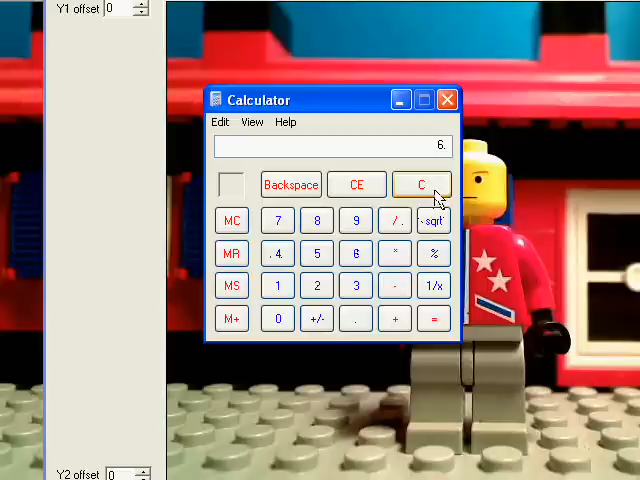 Y1 offset 0
Calculator
Edit View Help
6.
Backspace CE C
MC 7 8 9 / sqrt
MR 4 5 6 * %
MS 1 2 3 - 1/x
M+ 0 +/- . + =
Y2 offset 0